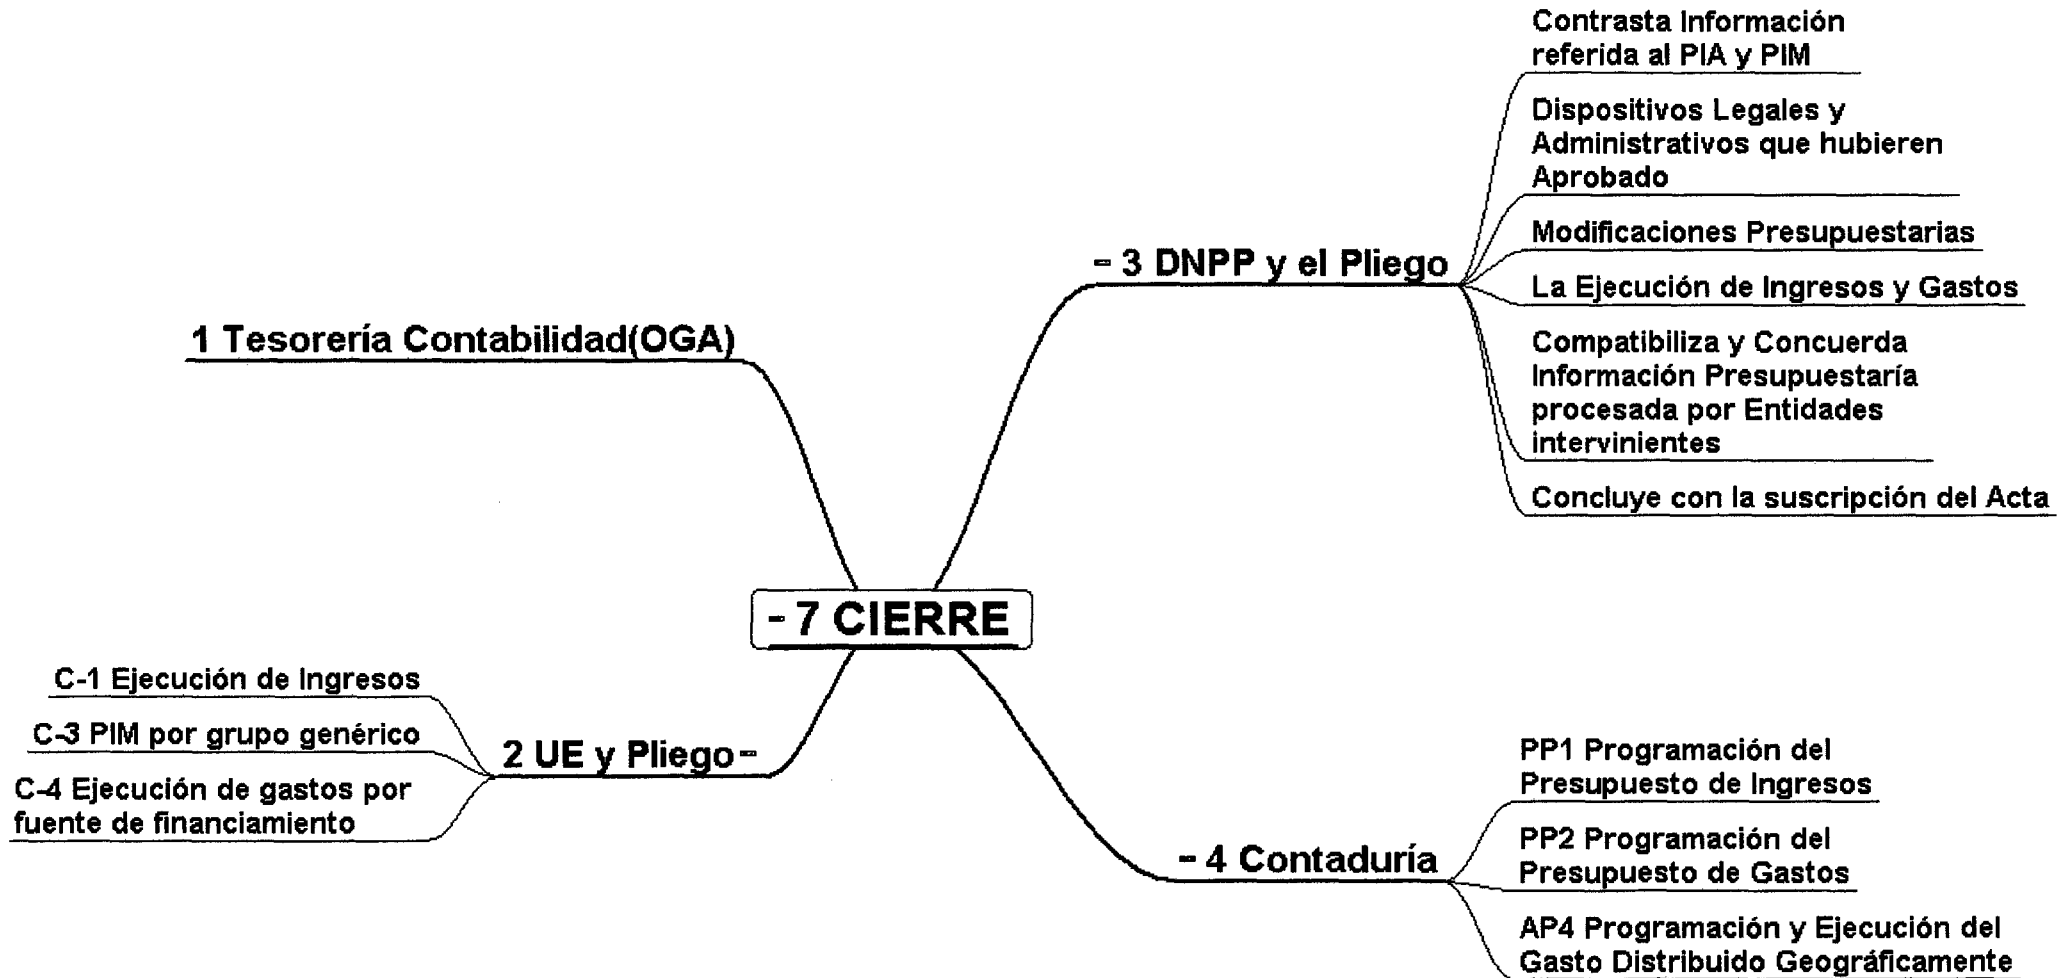 1 Tesorería Contabilidad(OGA)
- 7 CIERRE
2 UE y Pliego-
C-1 Ejecución de Ingresos
C-3 PIM por grupo genérico
C-4 Ejecución de gastos por
fuente de financiamiento
- 3 DNPP y el Pliego
Contrasta Información
referida al PIA y PIM
Dispositivos Legales y
Administrativos que hubieren
Aprobado
Modificaciones Presupuestarias
La Ejecución de Ingresos y Gastos
Compatibiliza y Concuerda
Información Presupuestaría
procesada por Entidades
intervinientes
Concluye con la suscripción del Acta
- 4 Contaduría
PP1 Programación del
Presupuesto de Ingresos
PP2 Programación del
Presupuesto de Gastos
AP4 Programación y Ejecución del
Gasto Distribuido Geográficamente